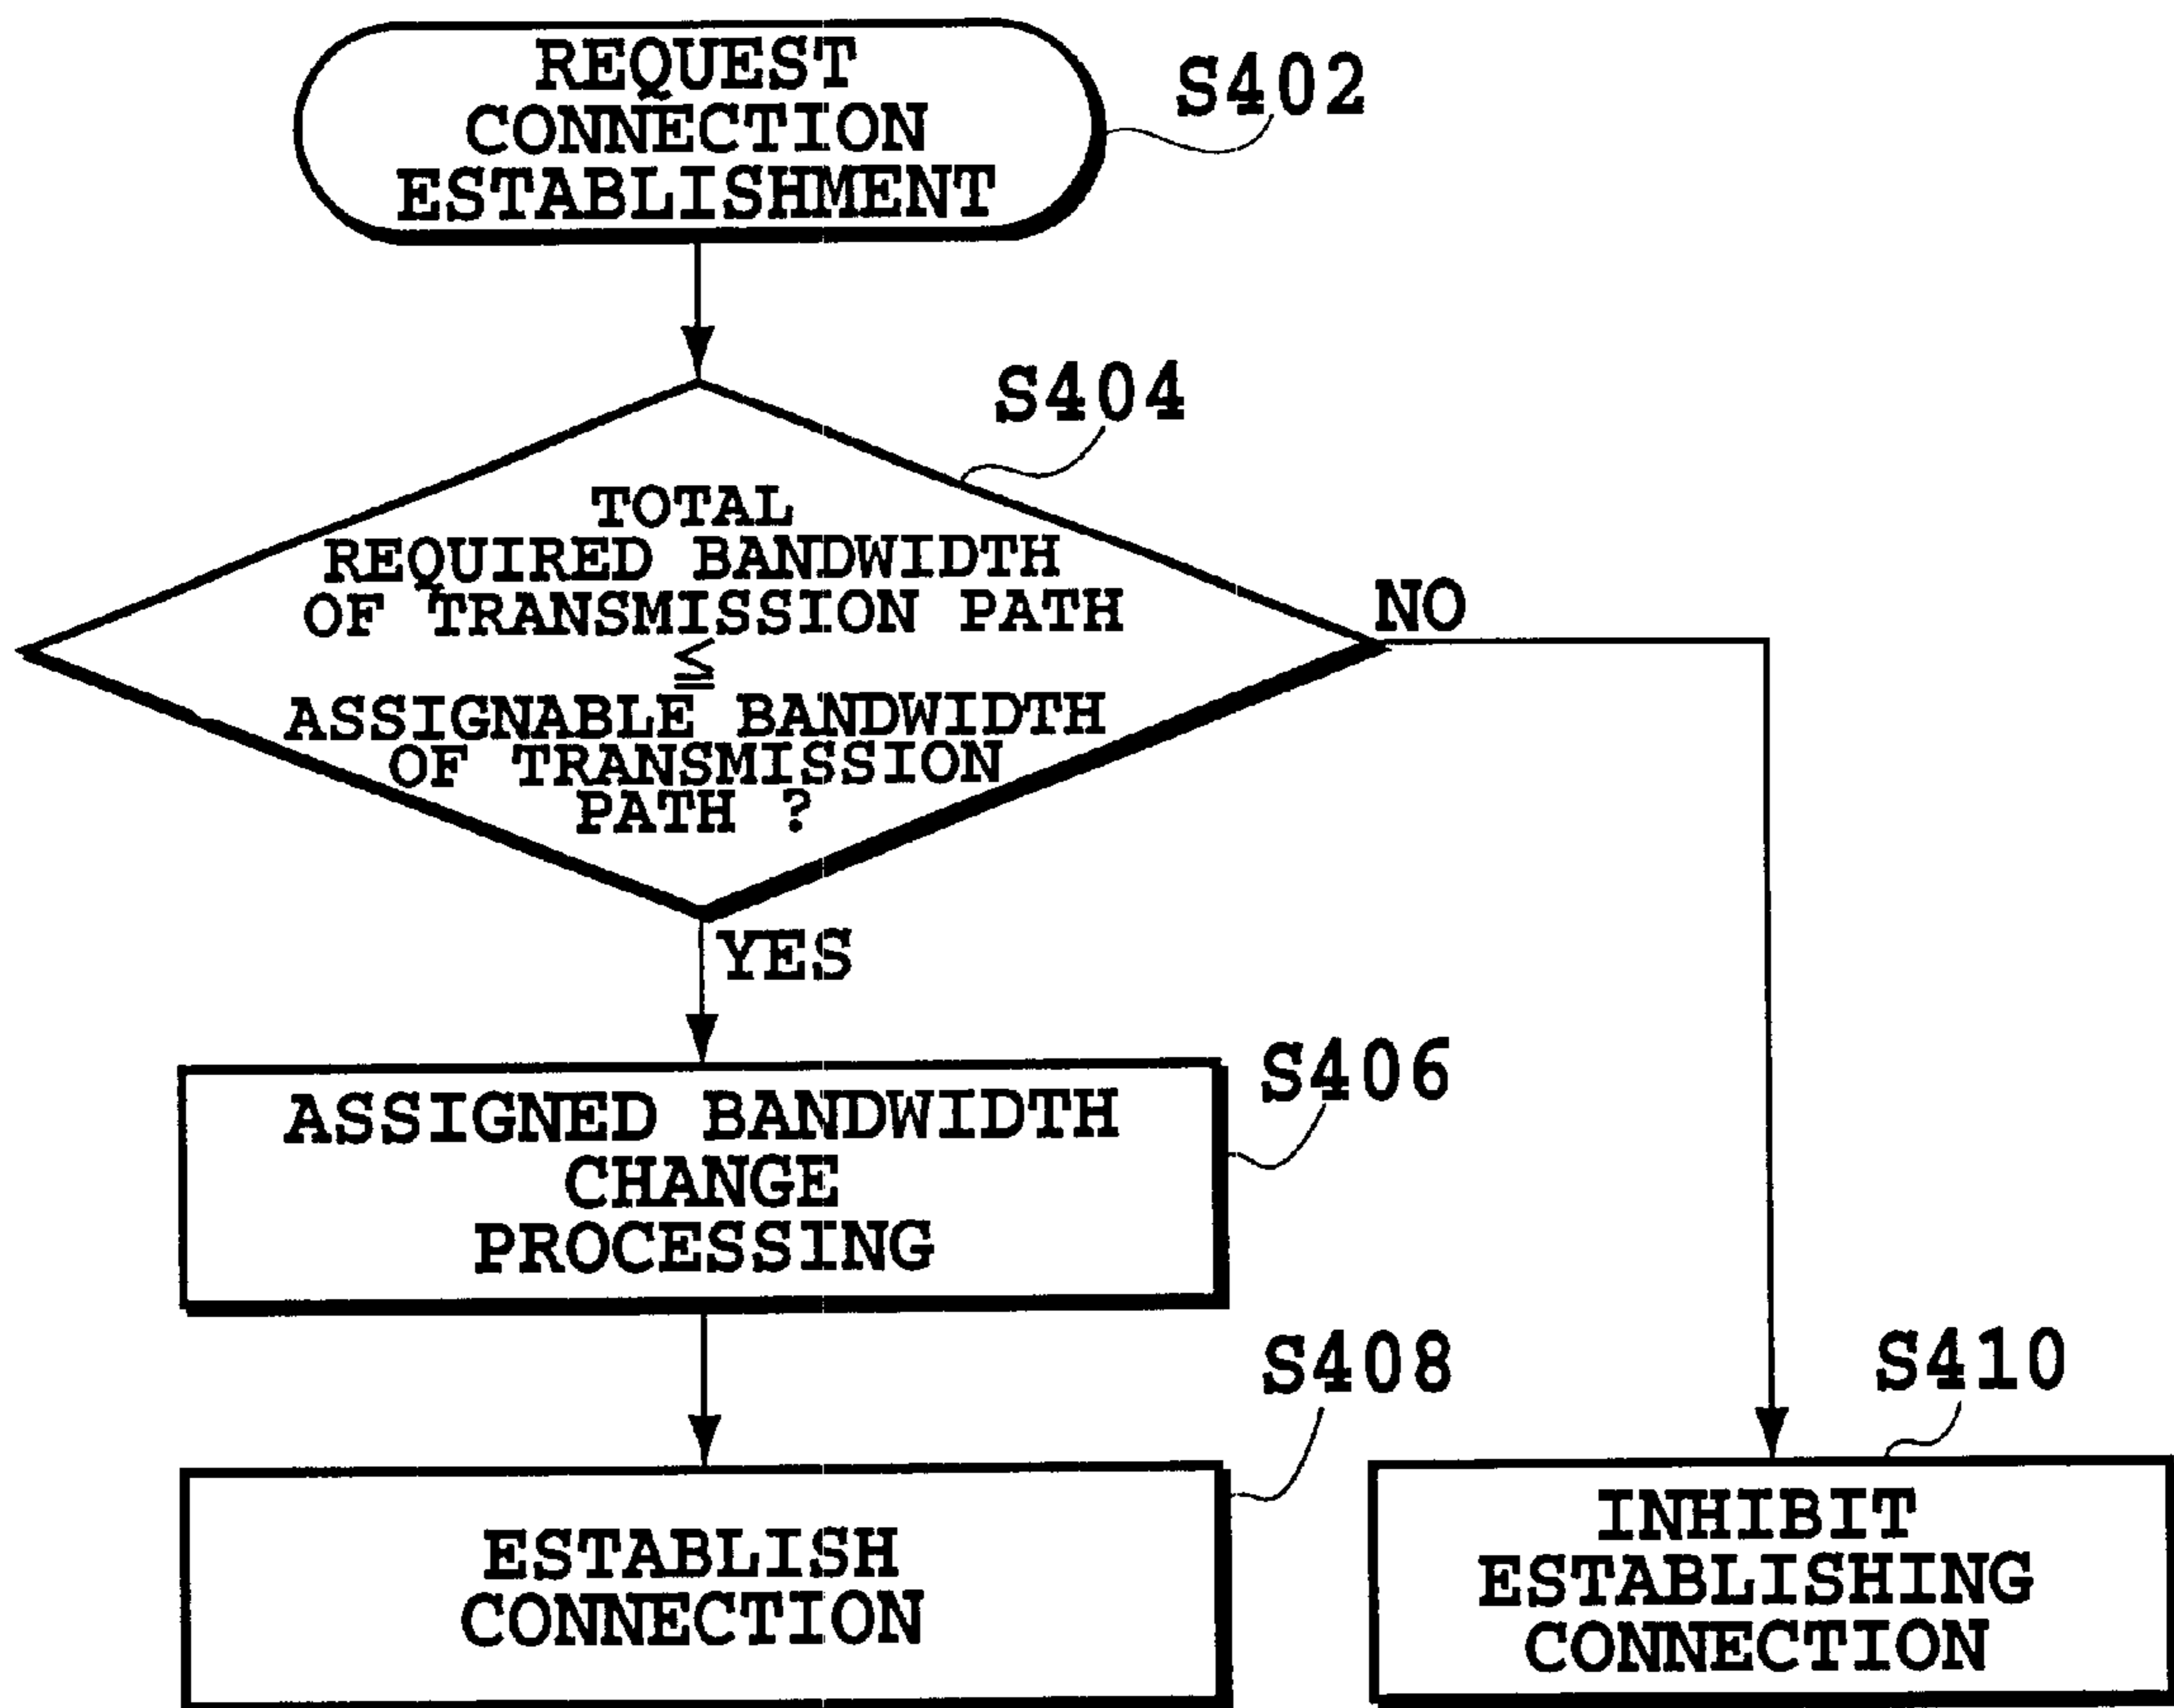 REQUEST
CONNECTION
ESTABLISHMENT
S402
S404
TOTAL
REQUIRED BANDWIDTH
OF TRANSMISSION PATH
≦
ASSIGNABLE BANDWIDTH
OF TRANSMISSION
PATH ?
NO
YES
S406
ASSIGNED BANDWIDTH
CHANGE
PROCESSING
S408
ESTABLISH
CONNECTION
S410
INHIBIT
ESTABLISHING
CONNECTION